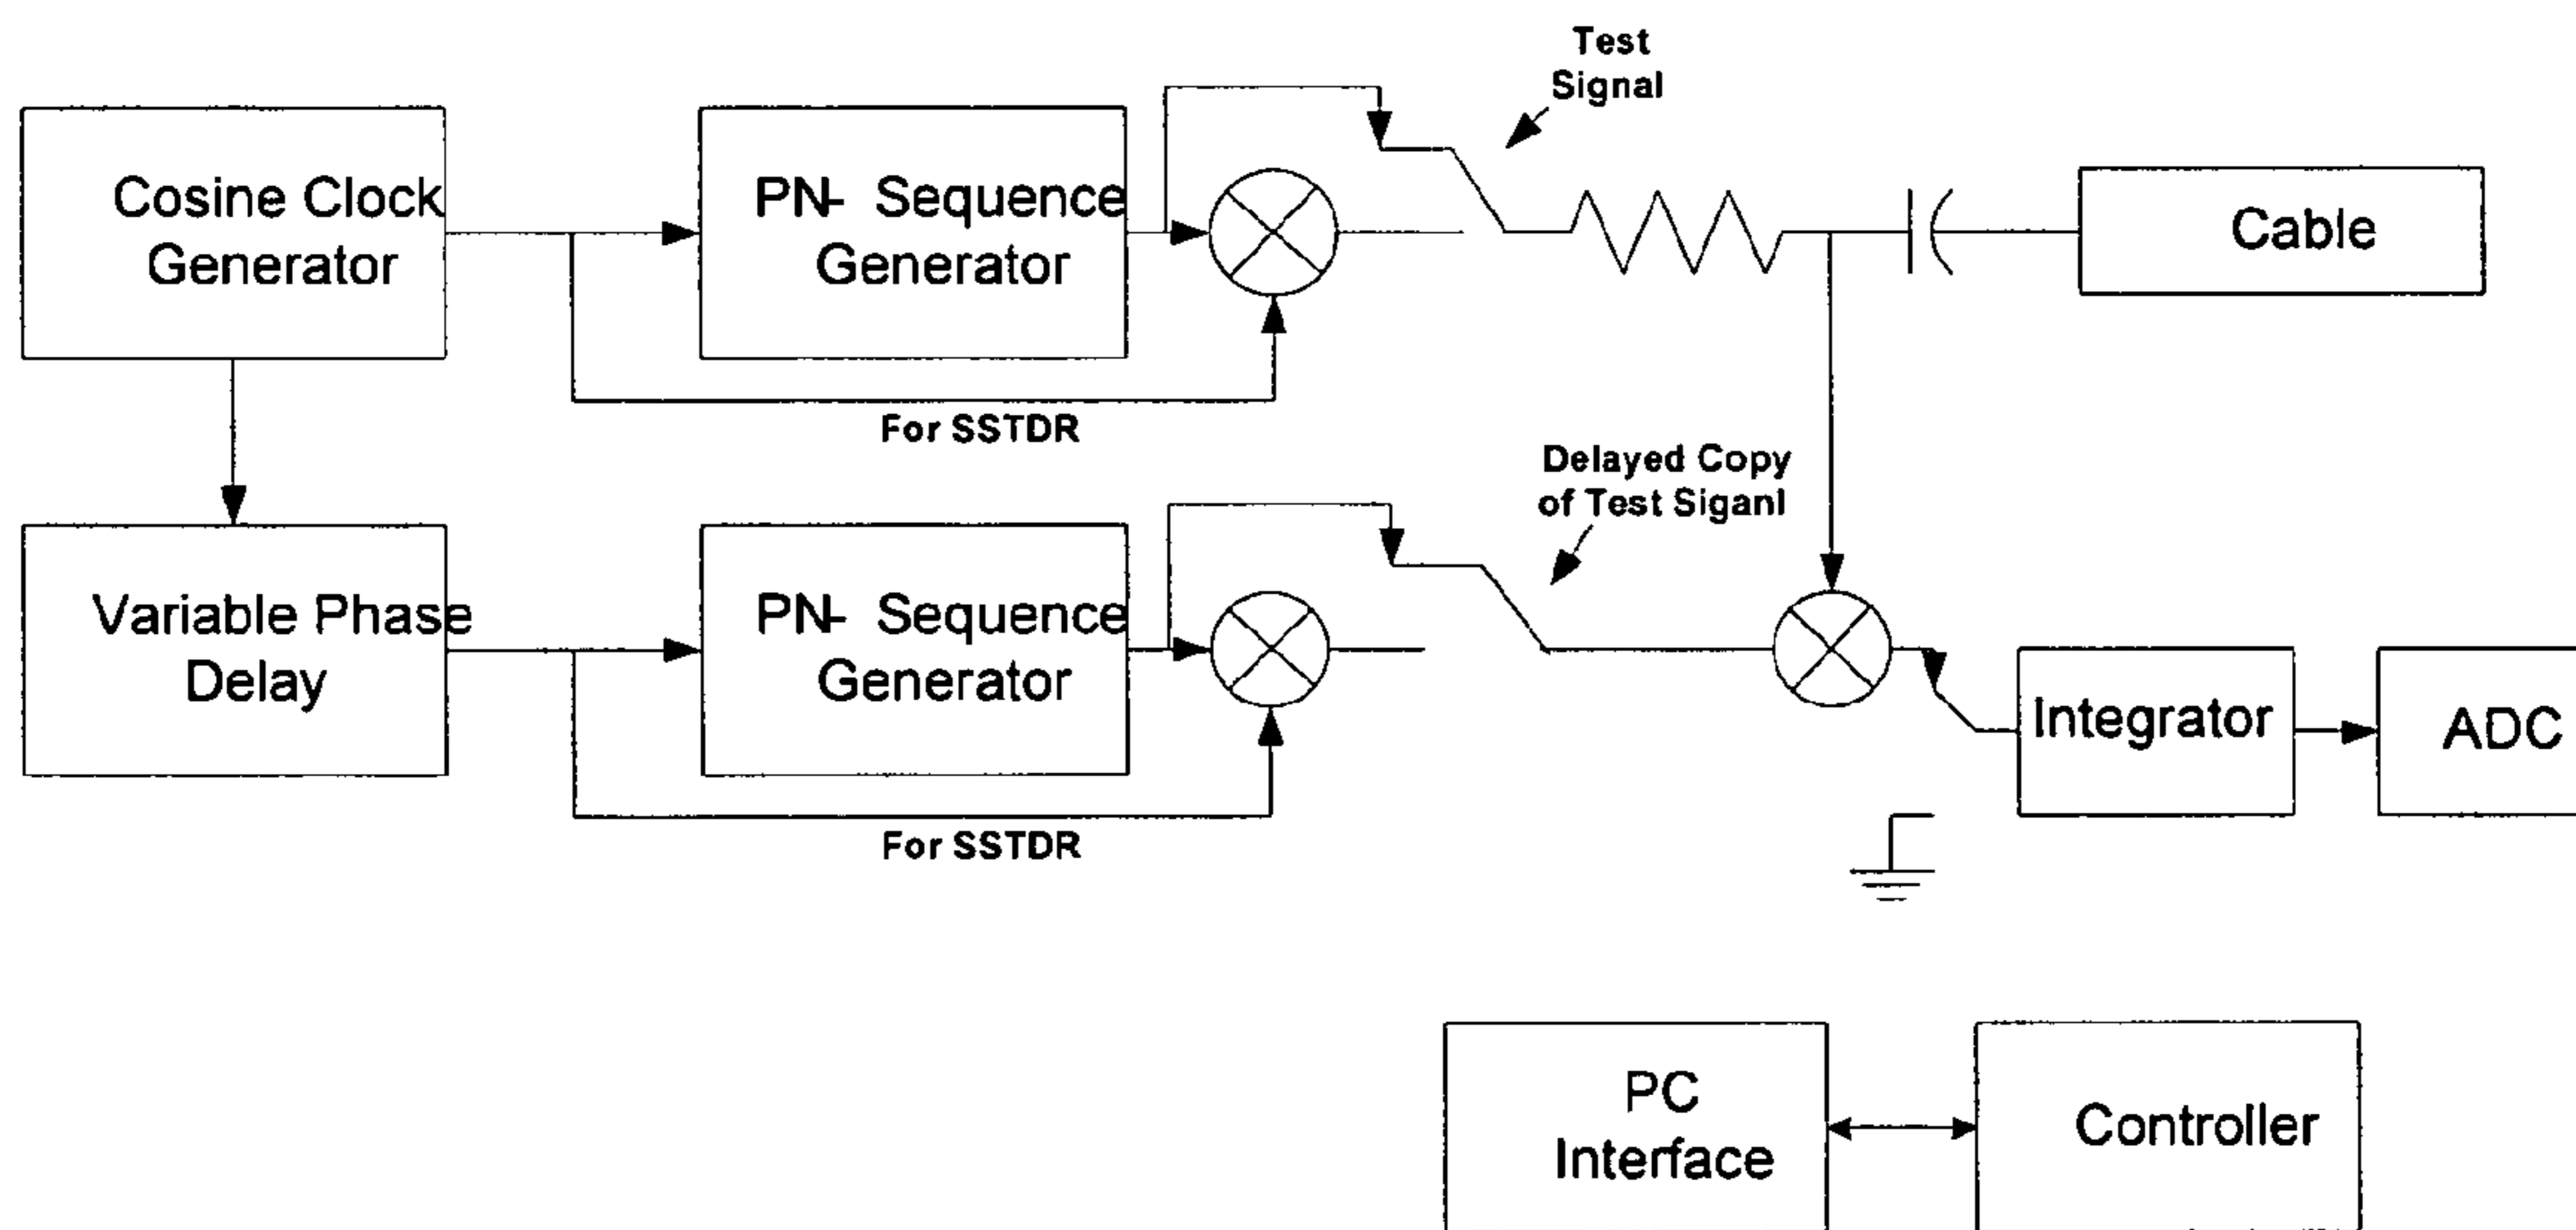 Test
Signal
Cosine Clock
Generator
PN- Sequence
Generator
Cable
For SSTDR
Delayed Copy
of Test Siganl
Variable Phase
Delay
PN- Sequence
Generator
Integrator
ADC
For SSTDR
PC
Interface
Controller